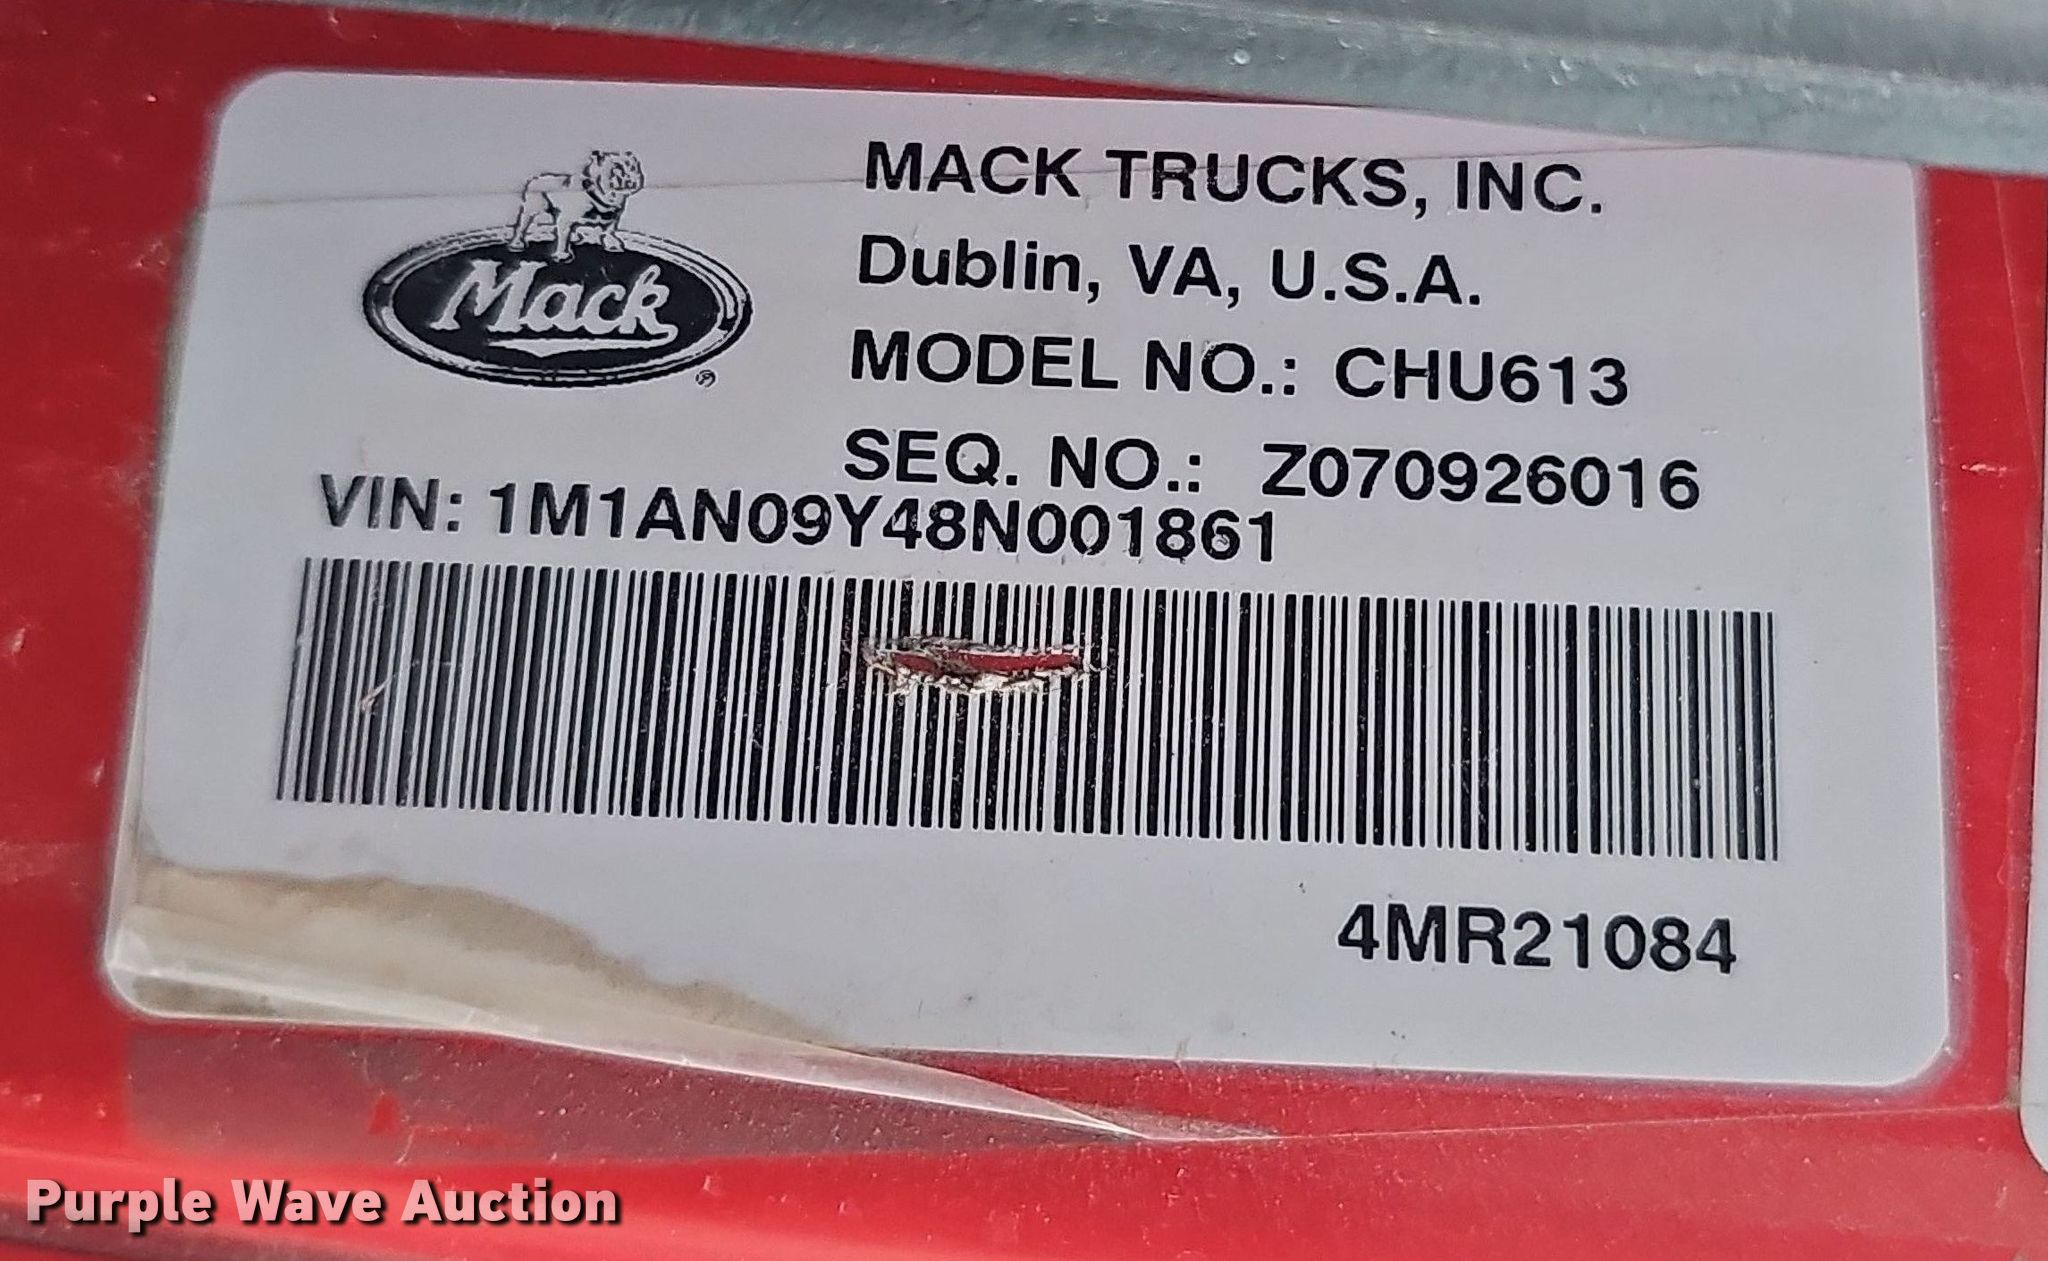 MACK TRUCKS, INC.
Mack
Dublin, VA, U.S.A.
MODEL NO.: CHU613
SEQ. NO.: Z070926016
VIN: 1M1AN09Y48N001861
4MR21084
Purple Wave Auction